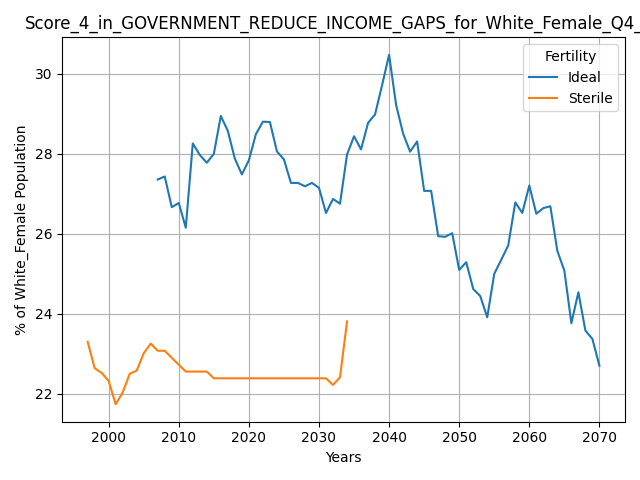 Score_4_in_GOVERNMENT_REDUCE_INCOME_GAPS_for_White_Female_Q4_
Fertility
Ideal
Sterile
% of White_Female Population
30
28
26
24
22
2000 2010 2020 2030 2040 2050 2060 2070
Years